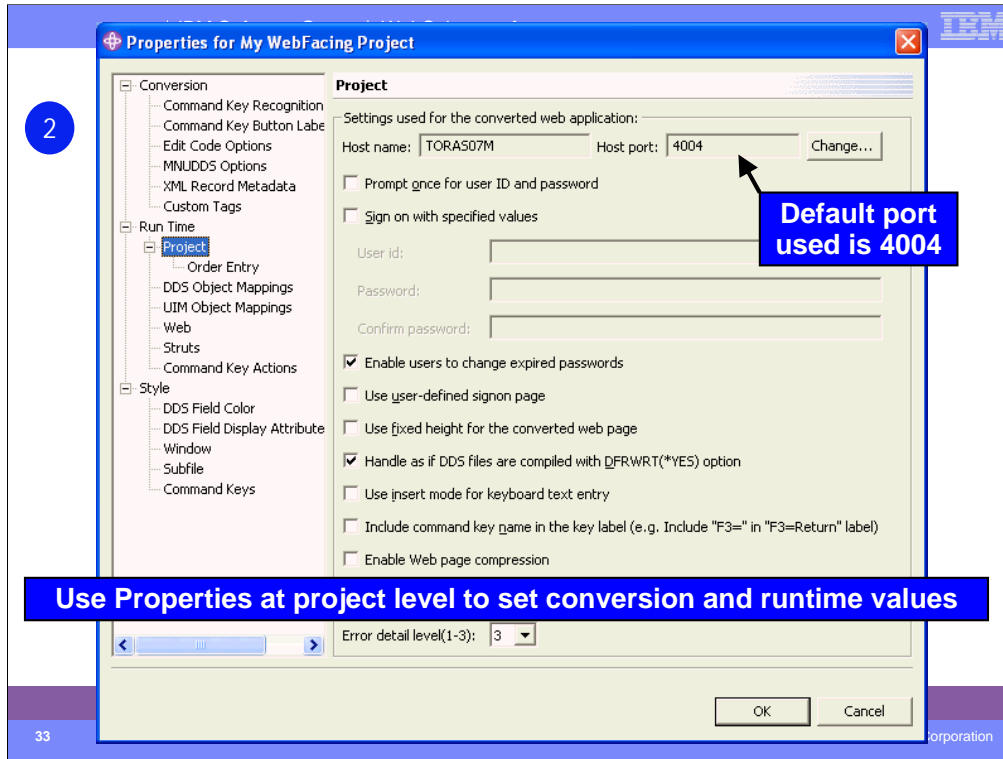 IBM
Properties for My WebFacing Project
2
Conversion
Command Key Recognition
Command Key Button Labe
Edit Code Options
MNUDDS Options
XML Record Metadata
Custom Tags
Run Time
Project
Order Entry
DDS Object Mappings
UIM Object Mappings
Web
Struts
Command Key Actions
Style
DDS Field Color
DDS Field Display Attribute
Window
Subfile
Command Keys
Project
Settings used for the converted web application:
Host name: TORAS07M Host port: 4004 Change...
Prompt once for user ID and password
Sign on with specified values
User id:
Password:
Confirm password:
Default port
used is 4004
Enable users to change expired passwords
Use user-defined signon page
Use fixed height for the converted web page
Handle as if DDS files are compiled with DFRWRT(*YES) option
Use insert mode for keyboard text entry
Include command key name in the key label (e.g. Include "F3=" in "F3=Return" label)
Enable Web page compression
Use Properties at project level to set conversion and runtime values
Error detail level(1-3): 3
OK Cancel
33
Corporation